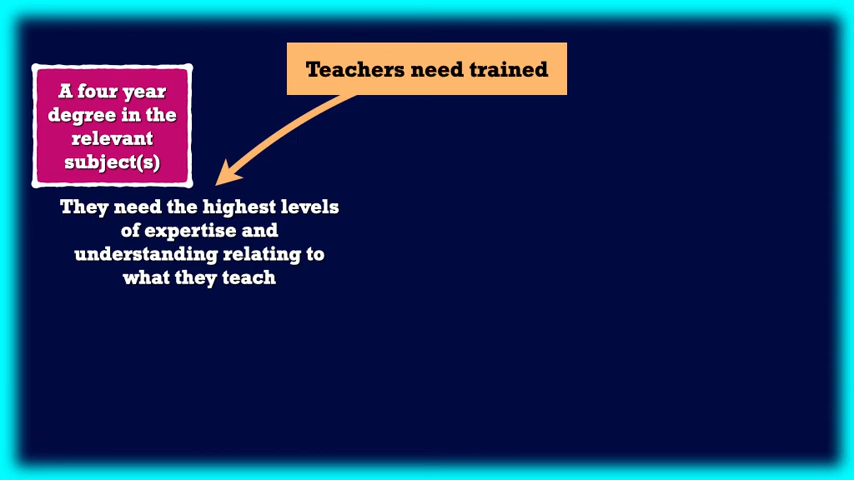 Teachers need trained
A four year
degree in the
relevant
subject(s)
They need the highest levels
of expertise and
understanding relating to
what they teach